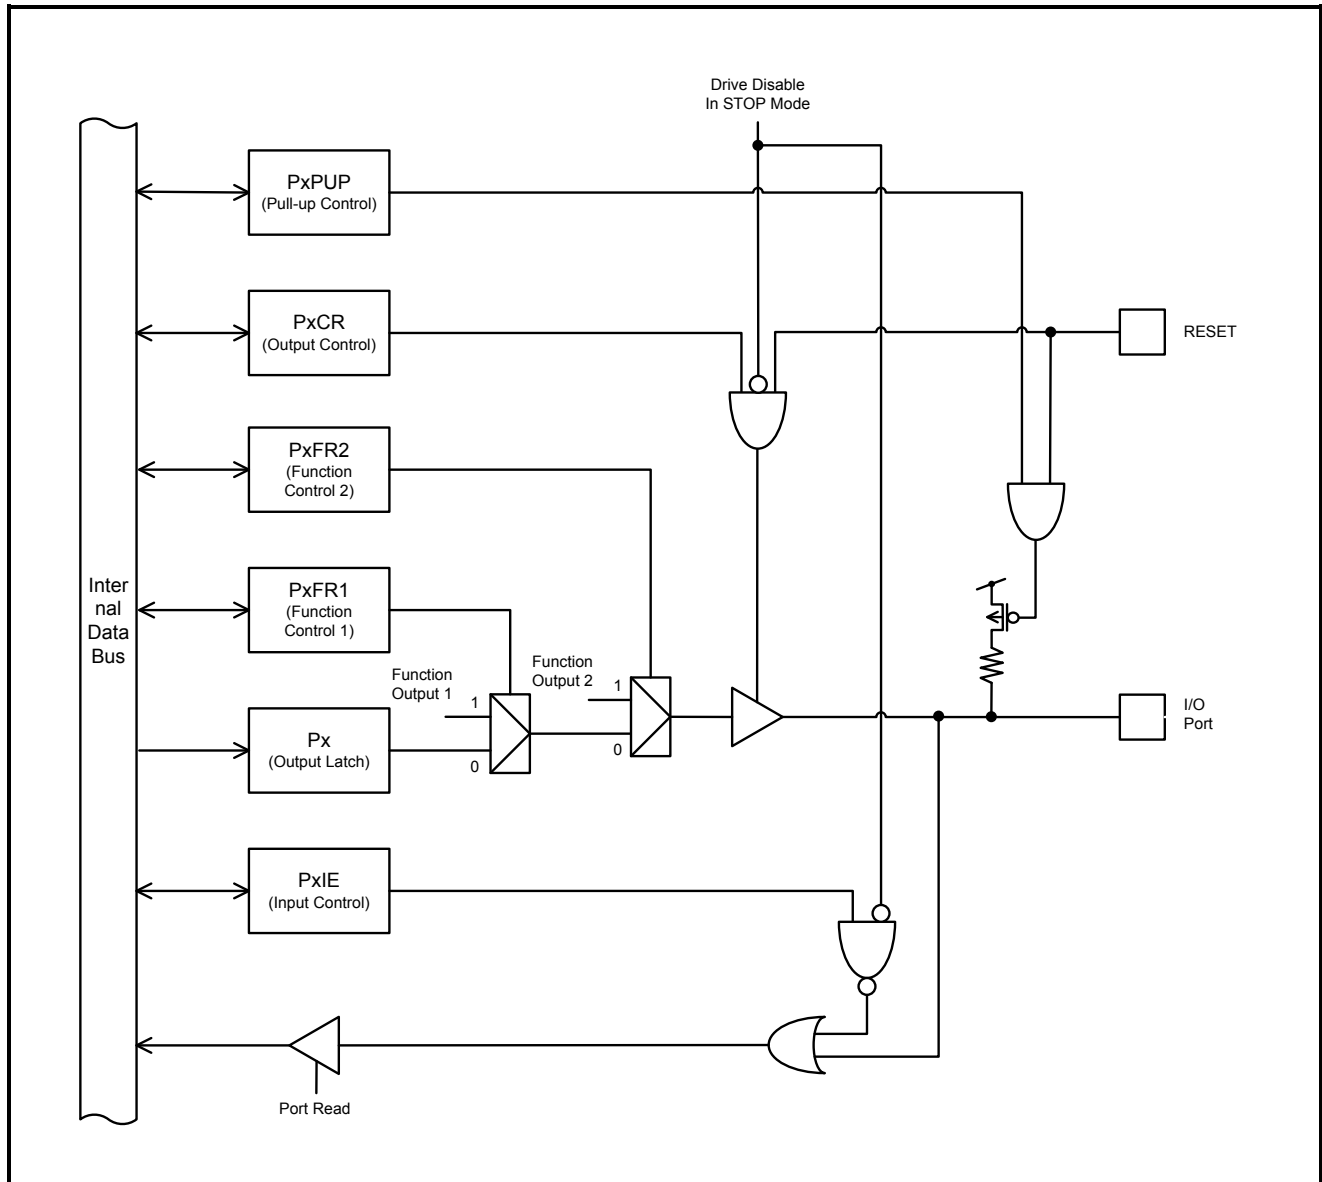 Drive Disable
In STOP Mode
PxPUP
(Pull-up Control)
PxCR
(Output Control)
RESET
PxFR2
(Function
Control 2)
PxFR1
(Function
Control 1)
Inter
nal
Data
Bus
Function
Output 1
1
0
Function
Output 2
1
0
I/O
Port
Px
(Output Latch)
PxIE
(Input Control)
Port Read